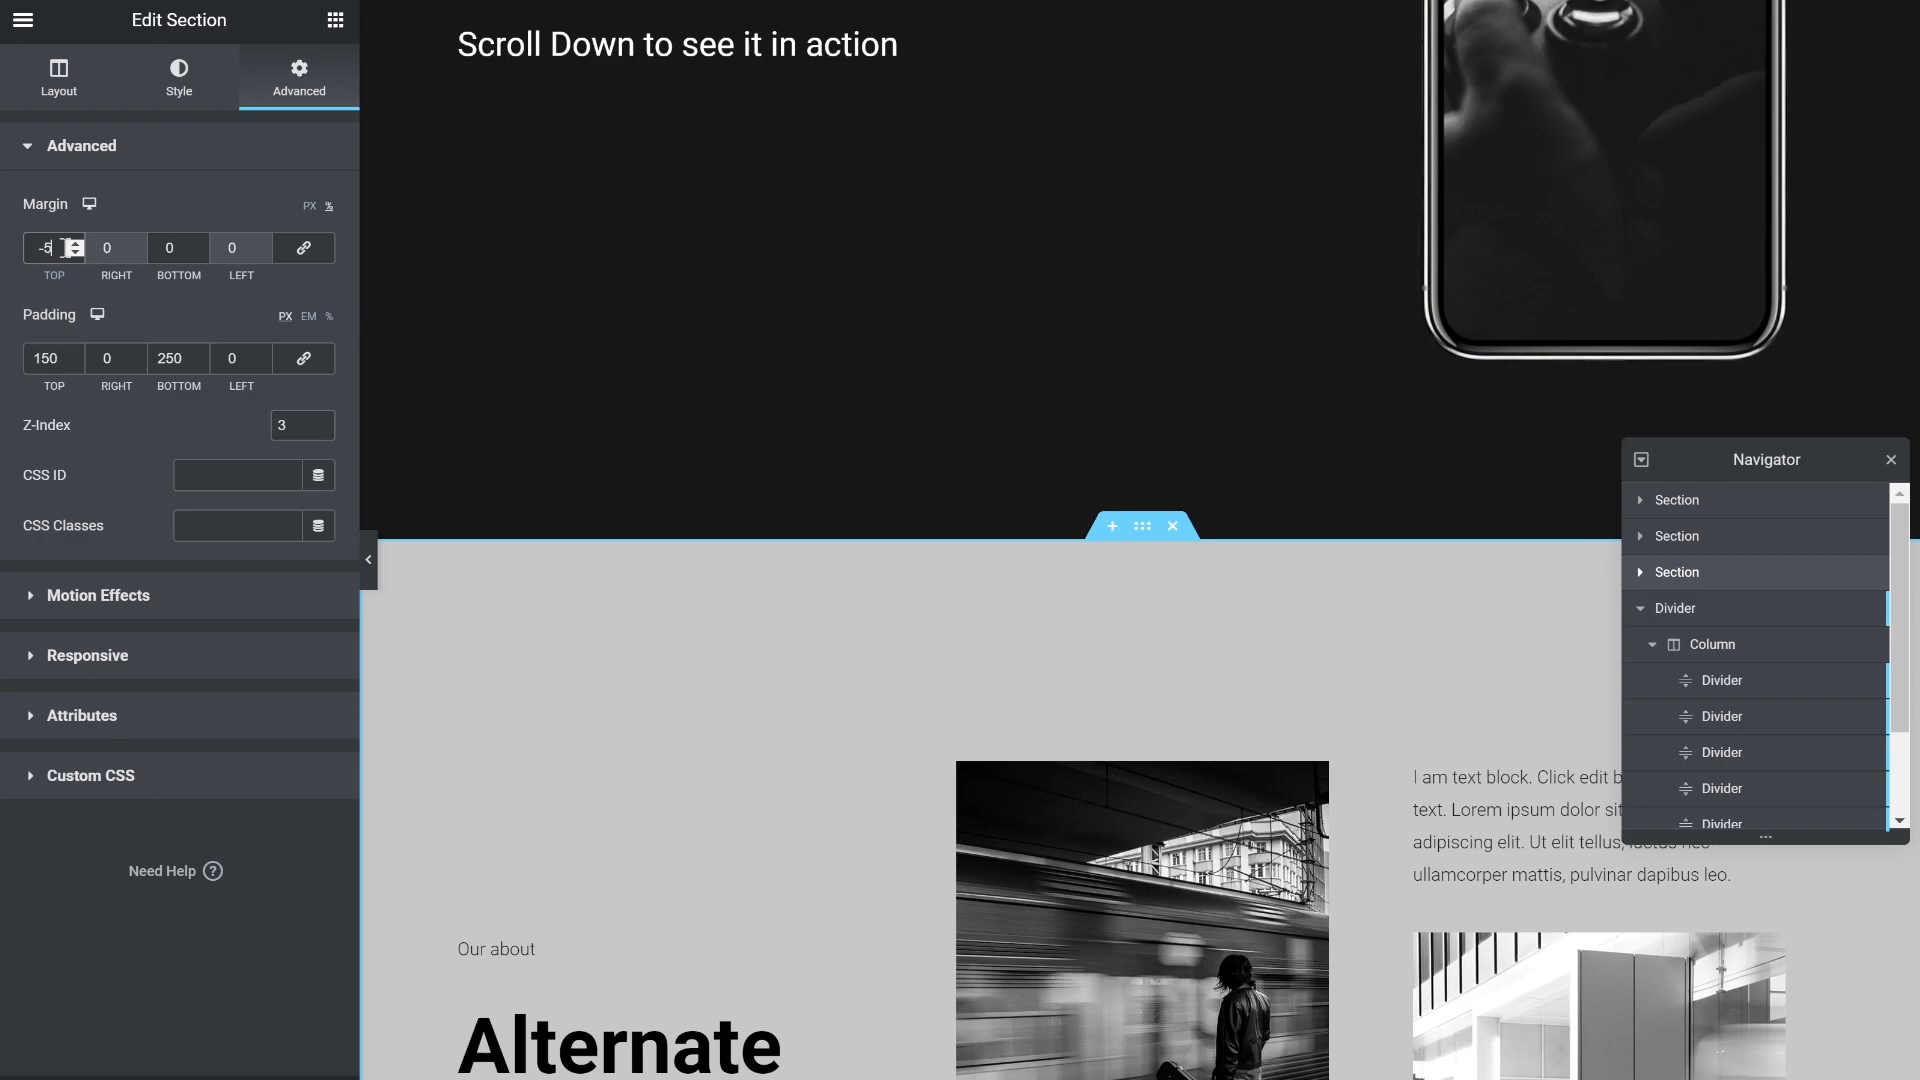 Edit Section
Layout
Style
Advanced
Advanced
Margin
PX %
-5 0 0 0
TOP RIGHT BOTTOM LEFT
Padding
PX EM %
150 0 250 0
TOP RIGHT BOTTOM LEFT
Z-Index
3
CSS ID
CSS Classes
Motion Effects
Responsive
Attributes
Custom CSS
Need Help ?
Scroll Down to see it in action
Navigator
Section
Section
Section
Divider
Column
Divider
Divider
Divider
Divider
Divider
I am text block. Click edit b
text. Lorem ipsum dolor sit
adipiscing elit. Ut elit tellus,
ullamcorper mattis, pulvinar dapibus leo.
Our about
Alternate